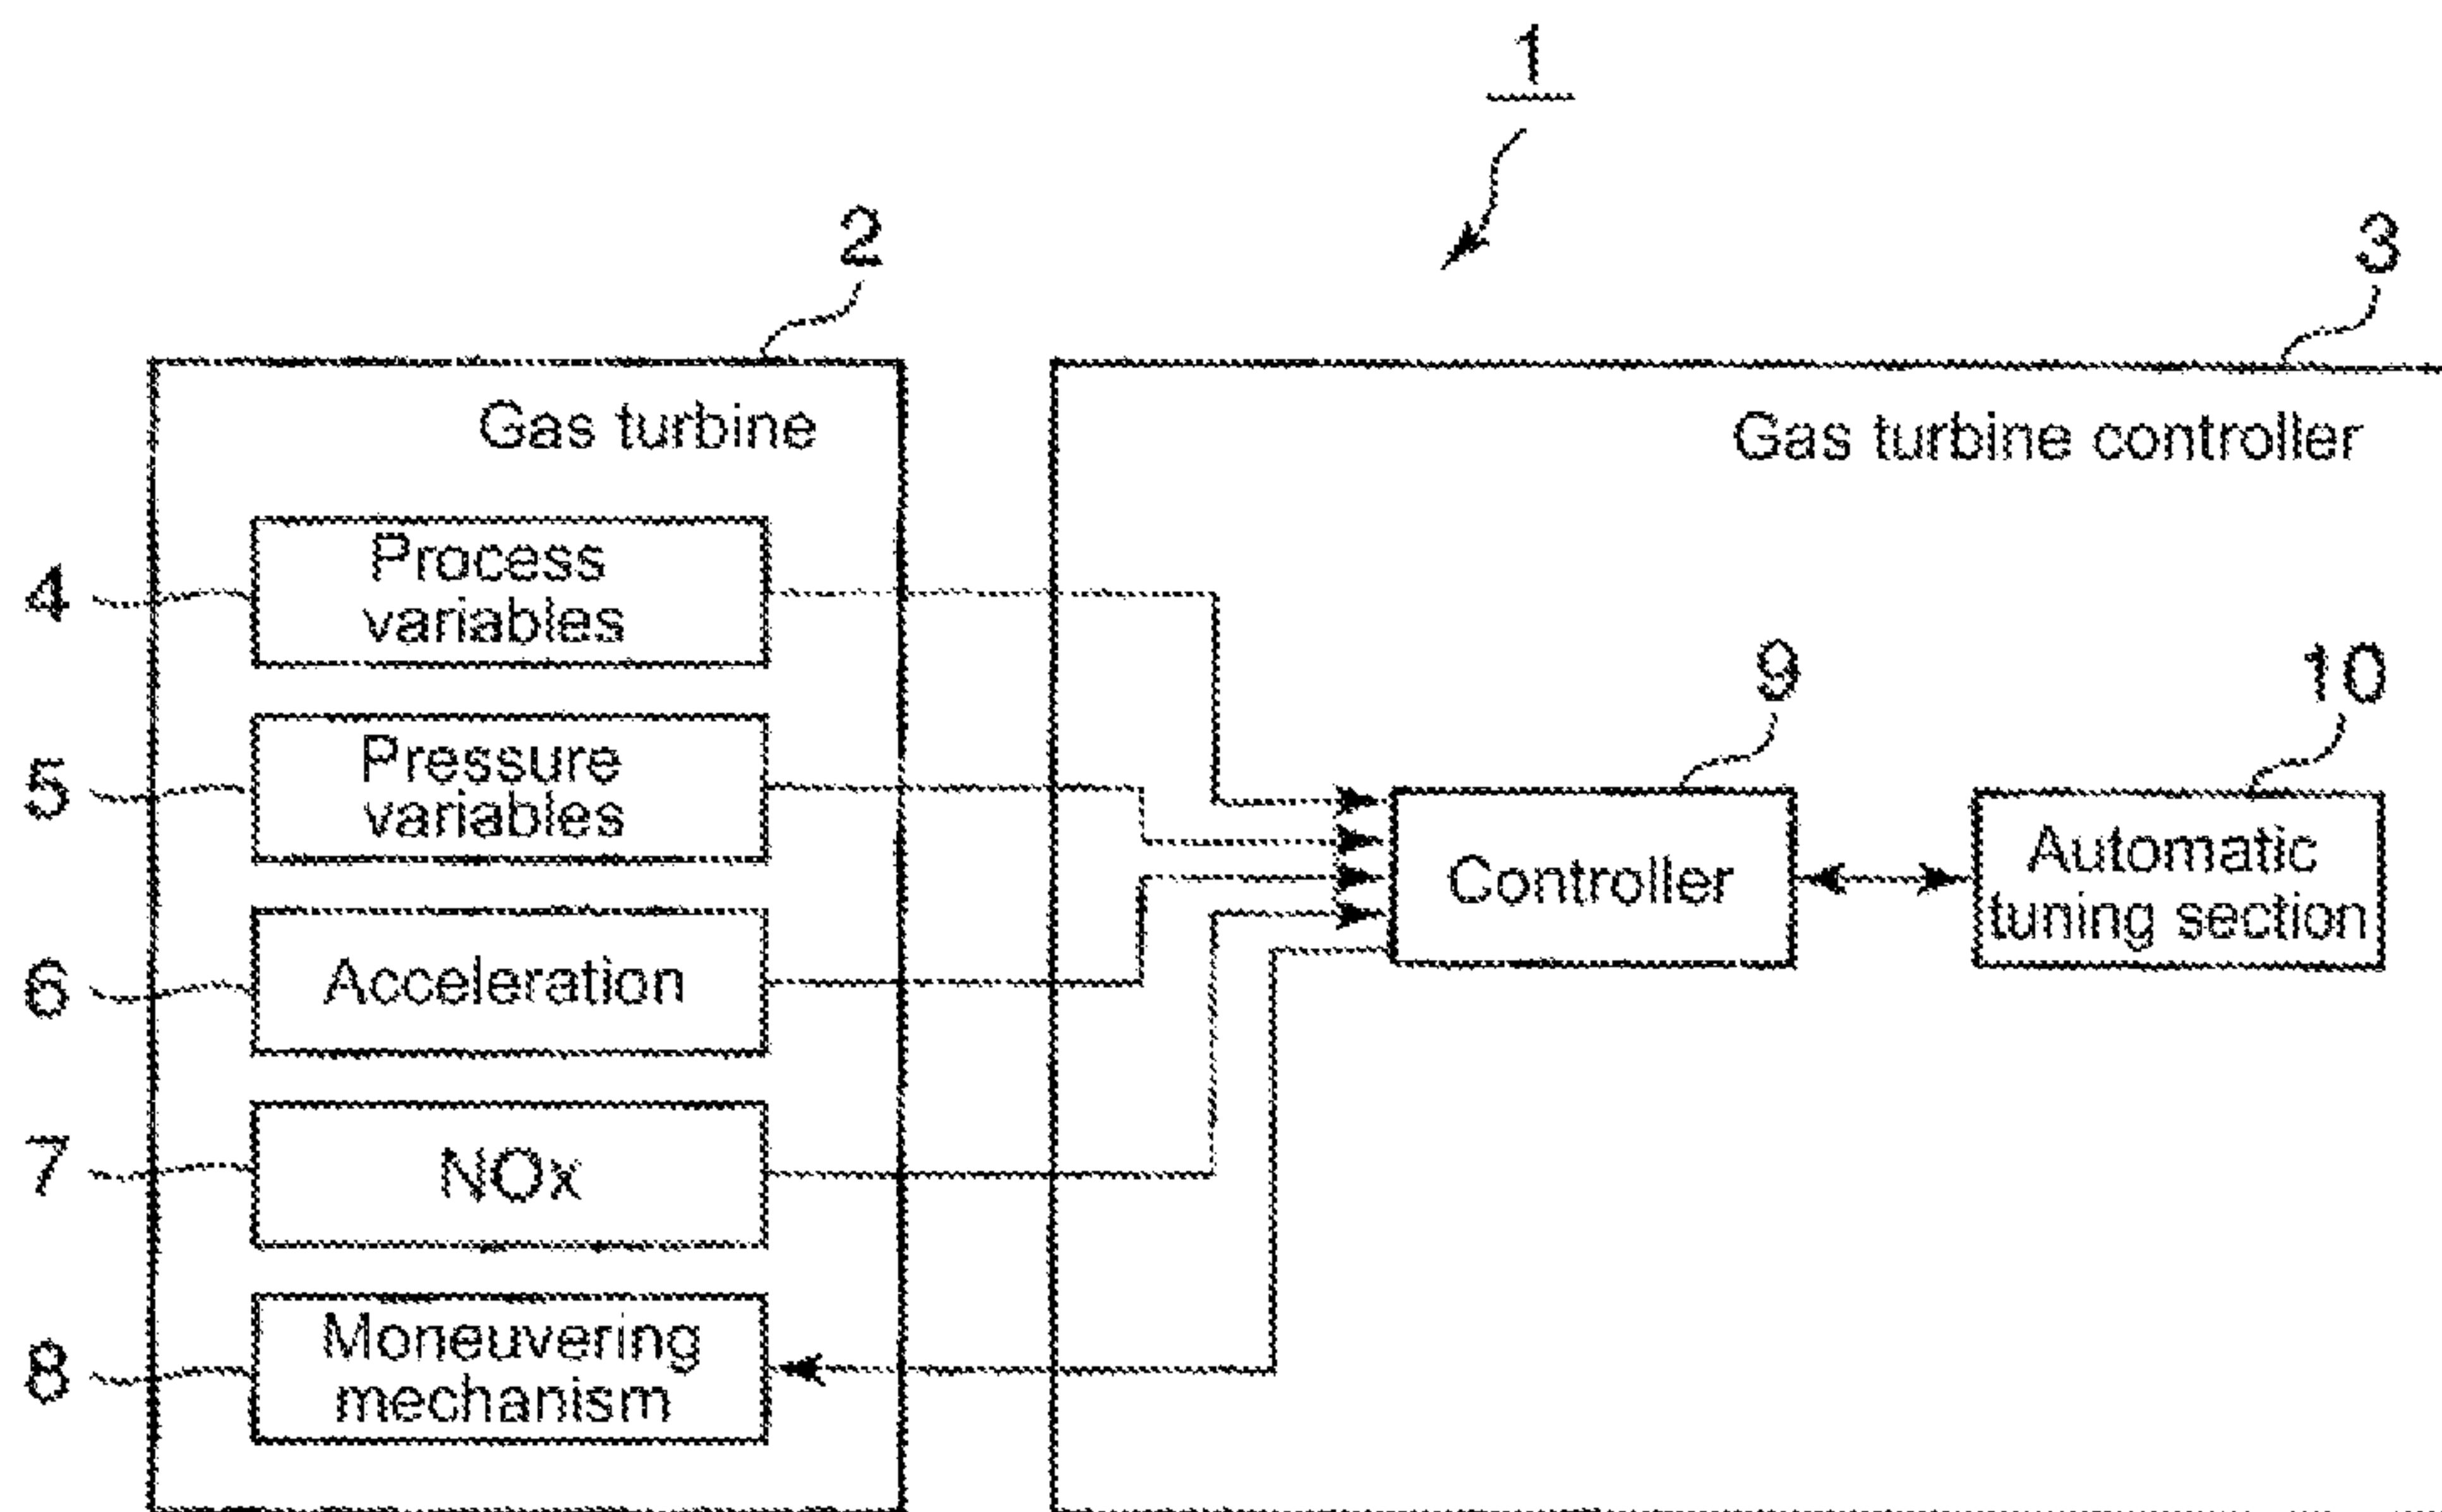 1
2
3
Gas turbine
Gas turbine controller
4
Process
variables
5
Pressure
variables
9
10
Controller
Automatic
tuning section
6
Acceleration
7
NOx
8
Moneuvering
mechanism